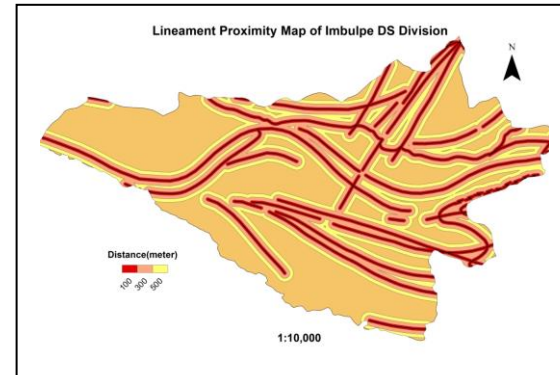 Lineament Proximity Map of Imbulpe DS Division
N
Distance(meter)
100 300 500
1:10,000